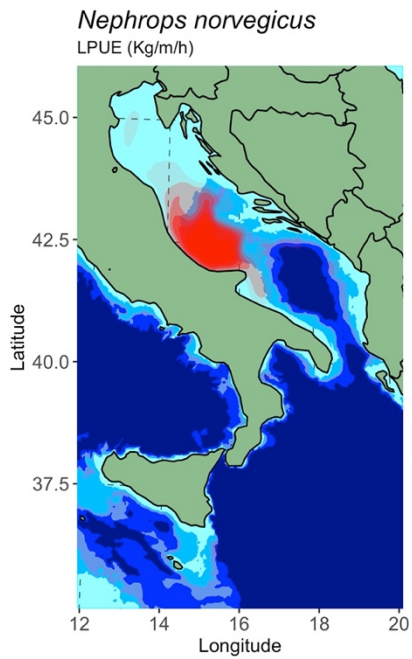 Nephrops norvegicus
LPUE (Kg/m/h)
45.0
42.5
40.0
37.5
Latitude
12 14 16 18 20
Longitude